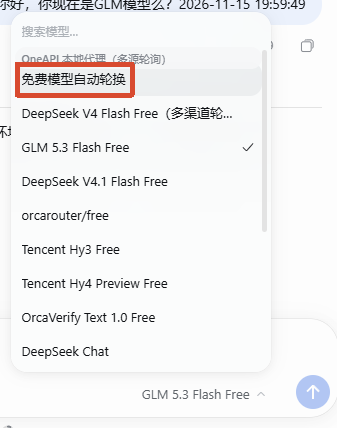 你好，你现在是GLM模型么？2026-11-15 19:59:49
搜索模型...
OneAPI 本地代理（多源轮询）
免费模型自动轮换
DeepSeek V4 Flash Free（多渠道轮...
GLM 5.3 Flash Free
DeepSeek V4.1 Flash Free
orcarouter/free
Tencent Hy3 Free
Tencent Hy4 Preview Free
OrcaVerify Text 1.0 Free
DeepSeek Chat
GLM 5.3 Flash Free